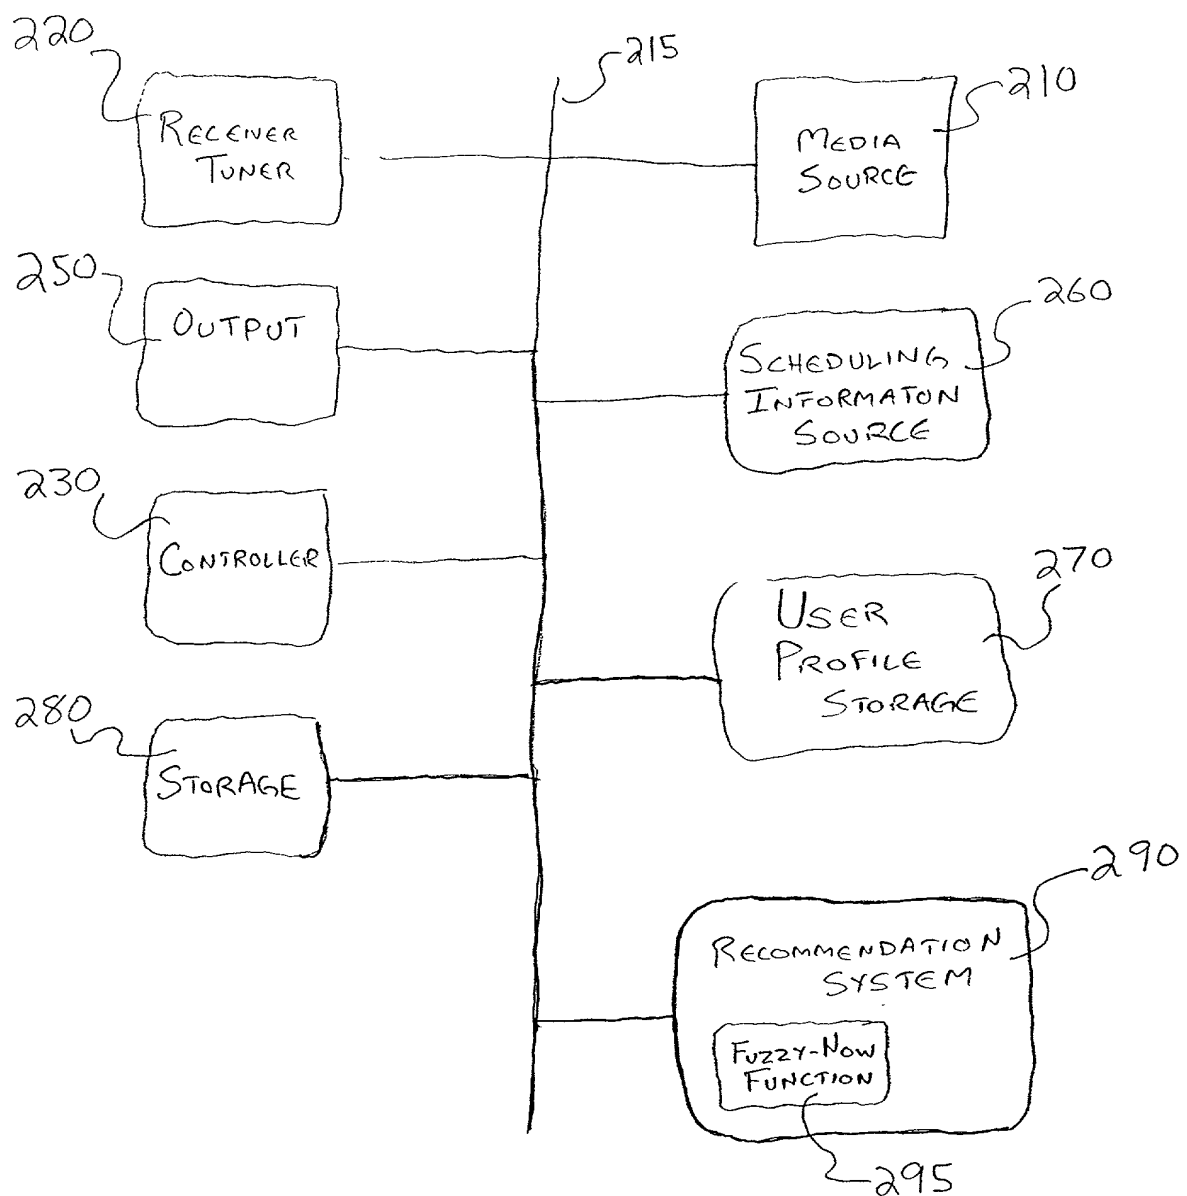 220
215
210
RECEIVER
TUNER
MEDIA
SOURCE
250
OUTPUT
260
SCHEDULING
INFORMATON
SOURCE
230
CONTROLLER
270
USER
PROFILE
STORAGE
280
STORAGE
290
RECOMMENDATION
SYSTEM
FUZZY-NOW
FUNCTION
295